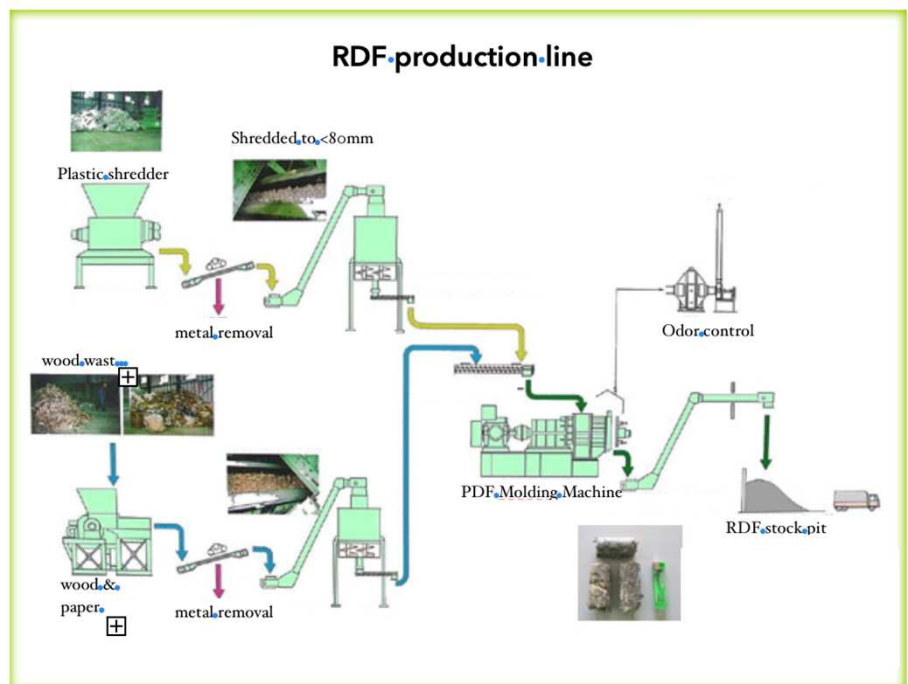 RDF production line
Shredded to <80mm
Plastic shredder
metal removal
Odor control
wood wast
PDF Molding Machine
RDF stock pit
wood &
paper
metal removal